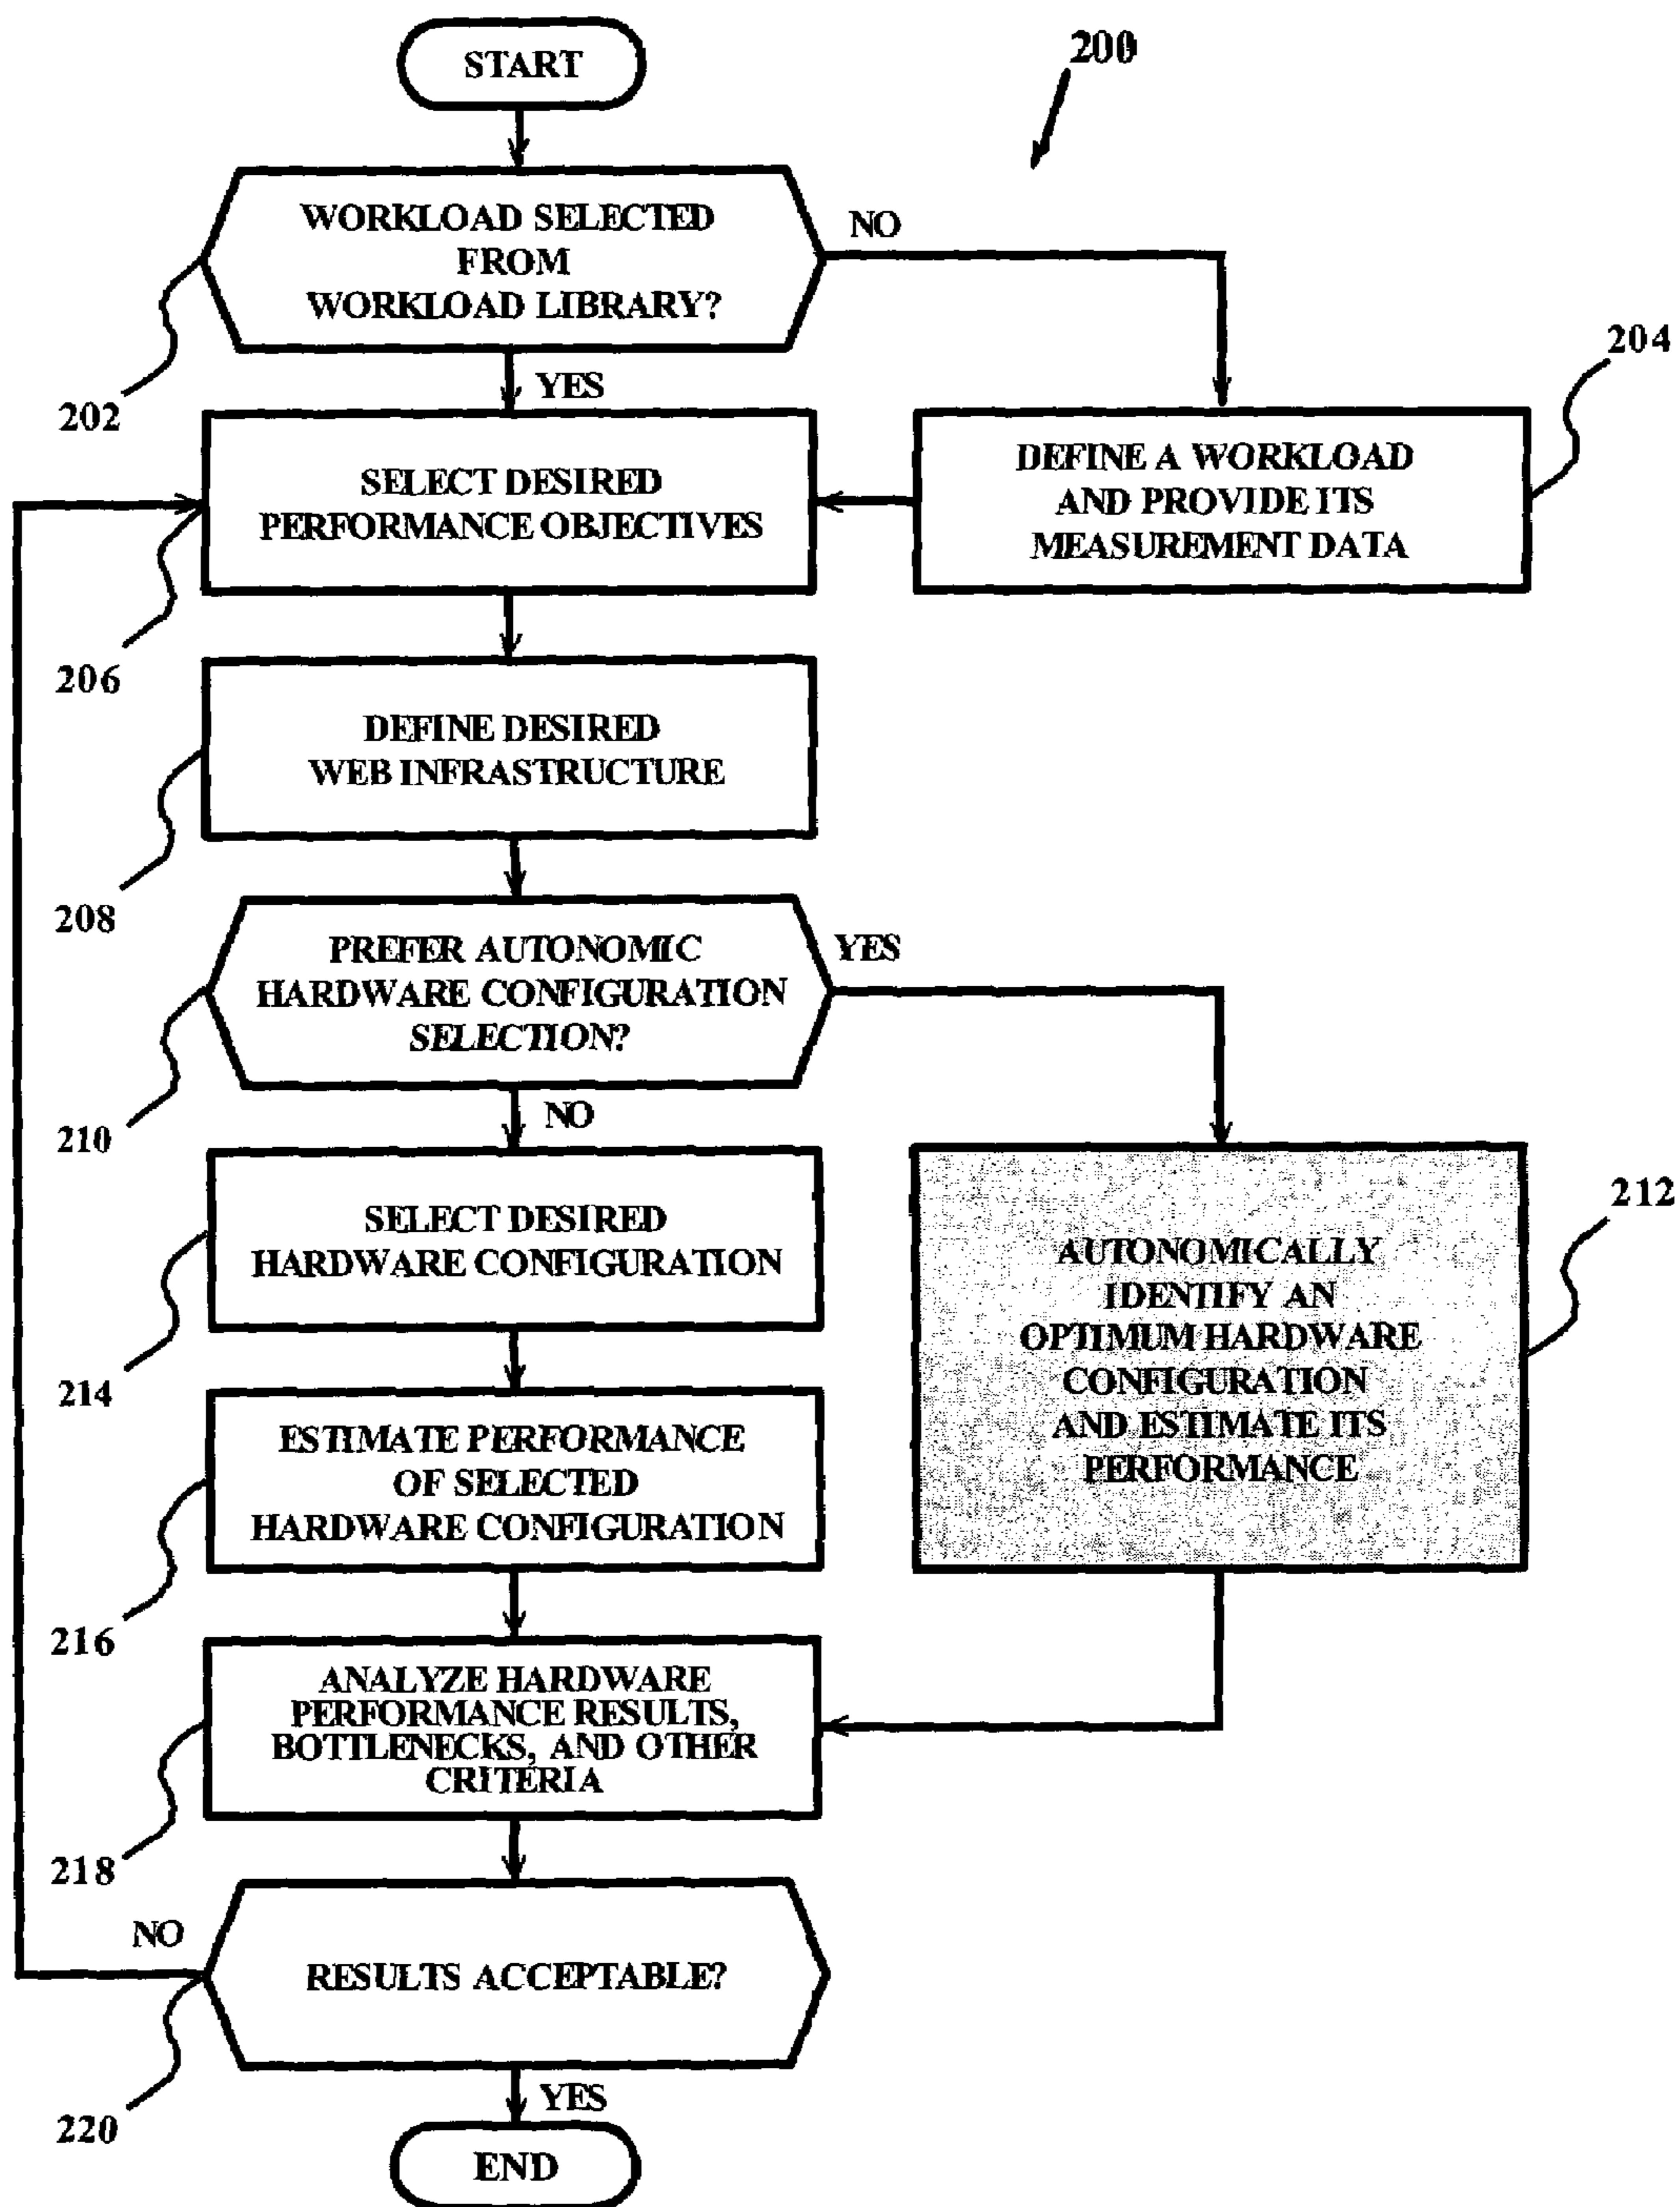 START
200
WORKLOAD SELECTED
FROM
WORKLOAD LIBRARY?
NO
202
YES
204
SELECT DESIRED
PERFORMANCE OBJECTIVES
DEFINE A WORKLOAD
AND PROVIDE ITS
MEASUREMENT DATA
206
DEFINE DESIRED
WEB INFRASTRUCTURE
208
PREFER AUTONOMIC
HARDWARE CONFIGURATION
SELECTION?
YES
210
NO
SELECT DESIRED
HARDWARE CONFIGURATION
212
AUTONOMICALLY
IDENTIFY AN
OPTIMUM HARDWARE
CONFIGURATION
AND ESTIMATE ITS
PERFORMANCE
214
ESTIMATE PERFORMANCE
OF SELECTED
HARDWARE CONFIGURATION
216
ANALYZE HARDWARE
PERFORMANCE RESULTS,
BOTTLENECKS, AND OTHER
CRITERIA
218
NO
RESULTS ACCEPTABLE?
220
YES
END